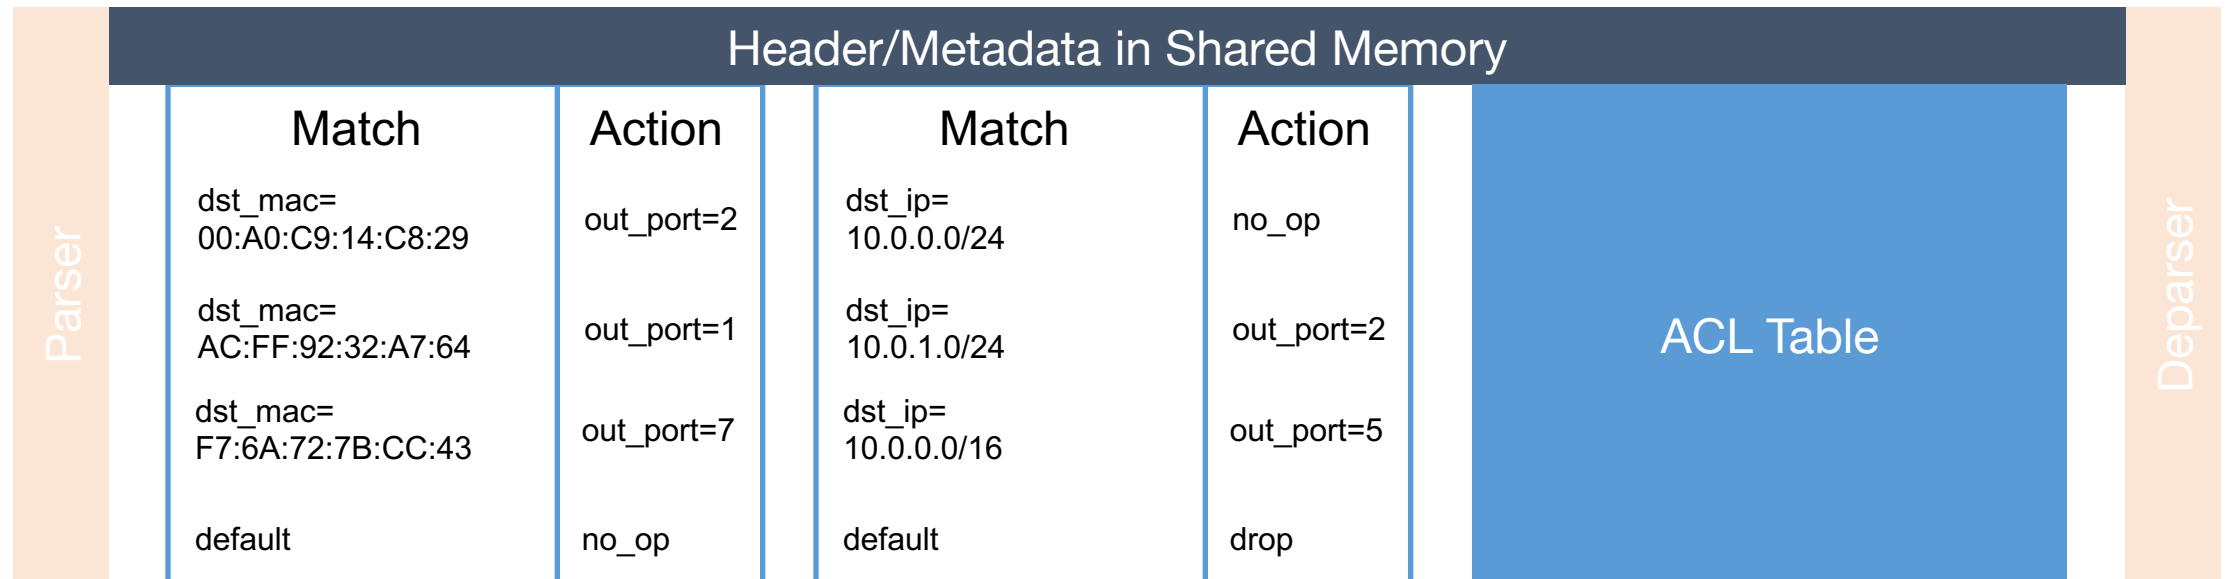 Header/Metadata in Shared Memory
Parser
Match
Action
dst_mac=
00:A0:C9:14:C8:29
out_port=2
dst_mac=
AC:FF:92:32:A7:64
out_port=1
dst_mac=
F7:6A:72:7B:CC:43
out_port=7
default
no_op
Match
Action
dst_ip=
10.0.0.0/24
no_op
dst_ip=
10.0.1.0/24
out_port=2
dst_ip=
10.0.0.0/16
out_port=5
default
drop
ACL Table
Deparser